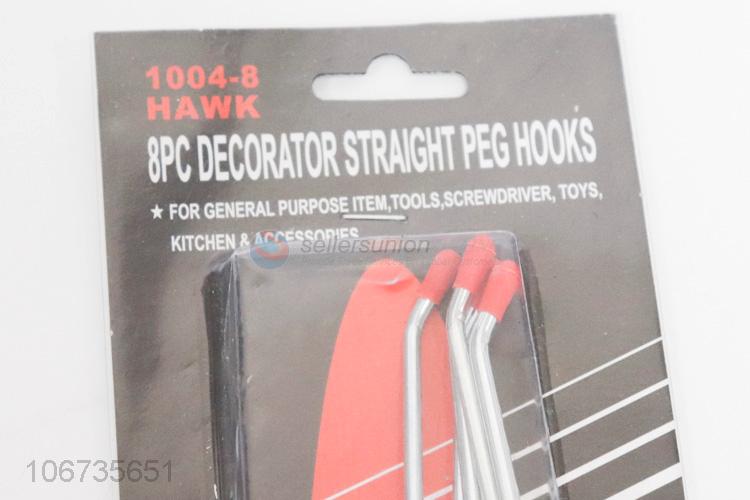 1004-8
HAWK
8PC DECORATOR STRAIGHT PEG HOOKS
★ FOR GENERAL PURPOSE ITEM,TOOLS,SCREWDRIVER, TOYS,
KITCHEN & ACCESSORIES
sellersunion
106735651